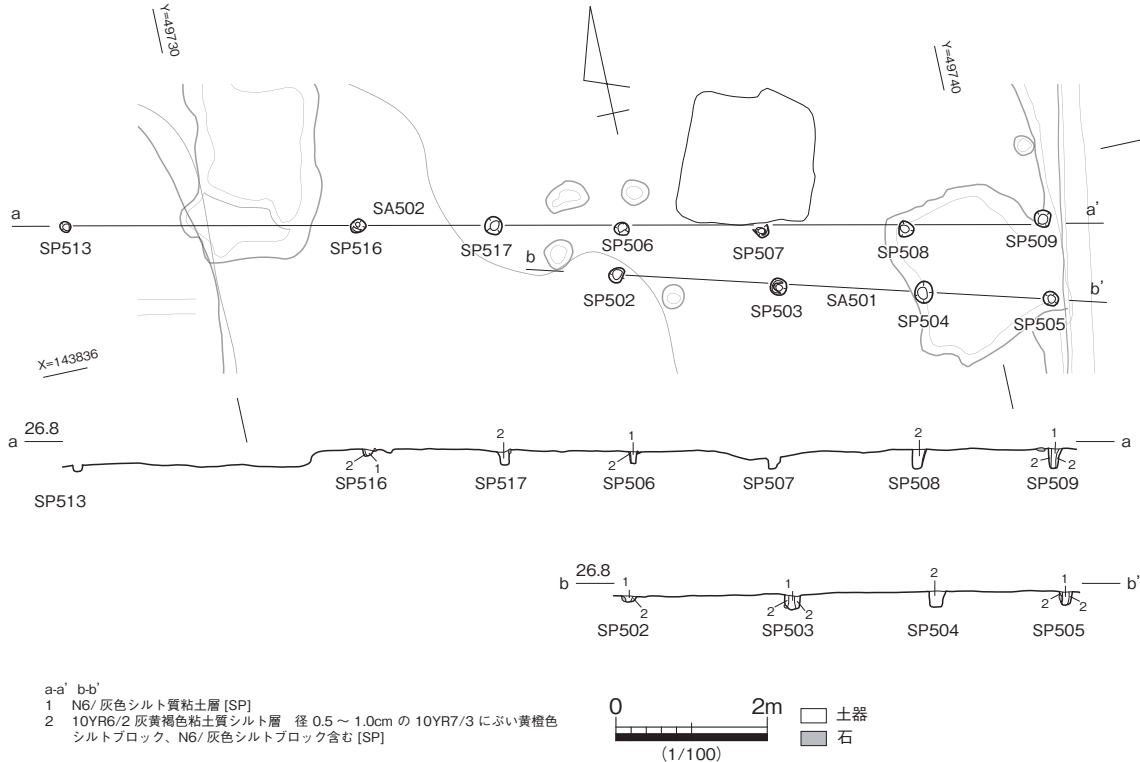 Y=49730
Y=49740
a
SA502
a'
SP513
SP516
SP517
SP506
SP507
SP508
SP509
b
SP502
SP503
SA501
SP504
SP505
b'
X=143836
a 26.8
2
1
2
1
a
2
1
2
2
2
SP513
SP516
SP517
SP506
SP507
SP508
SP509
b 26.8
1
1
2
1
b'
2
2
2
2
2
SP502
SP503
SP504
SP505
a-a' b-b'
1 N6/ 灰色シルト質粘土層 [SP]
2 10YR6/2 灰黄褐色粘土質シルト層 径 0.5 ～ 1.0cm の 10YR7/3 にぶい黄橙色
シルトブロック、N6/ 灰色シルトブロック含む [SP]
0 2m
(1/100)
土器
石